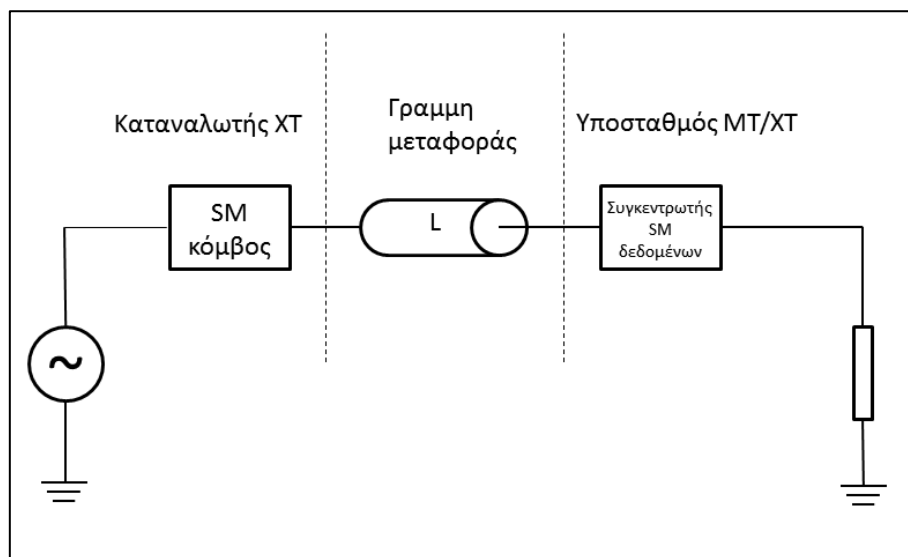 Καταναλωτής ΧΤ
Γραμμη
μεταφοράς
Υποσταθμός ΜΤ/ΧΤ
SM
κόμβος
L
Συγκεντρωτής
SM
δεδομένων
~